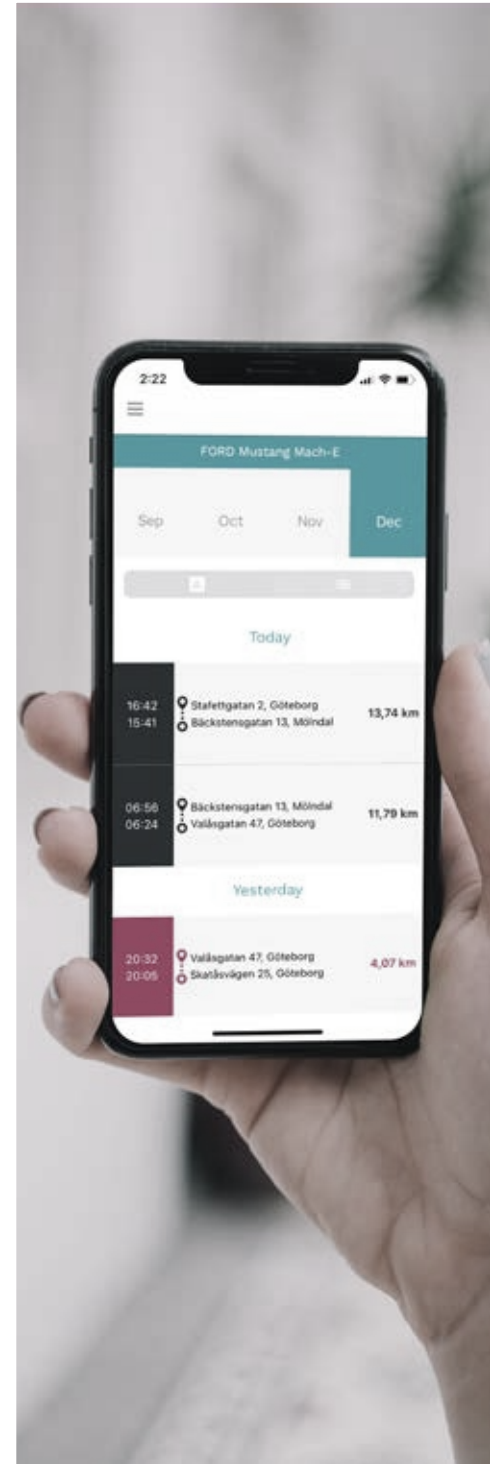 2:22
FORD Mustang Mach-E
Sep Oct Nov Dec
Today
16:42 Stafettgatan 2, Göteborg
15:41 Bäckstensgatan 13, Mölndal
13,74 km
06:56 Bäckstensgatan 13, Mölndal
06:24 Valåsgatan 47, Göteborg
11,79 km
Yesterday
20:32 Valåsgatan 47, Göteborg
20:05 Skatåsvägen 25, Göteborg
4,07 km